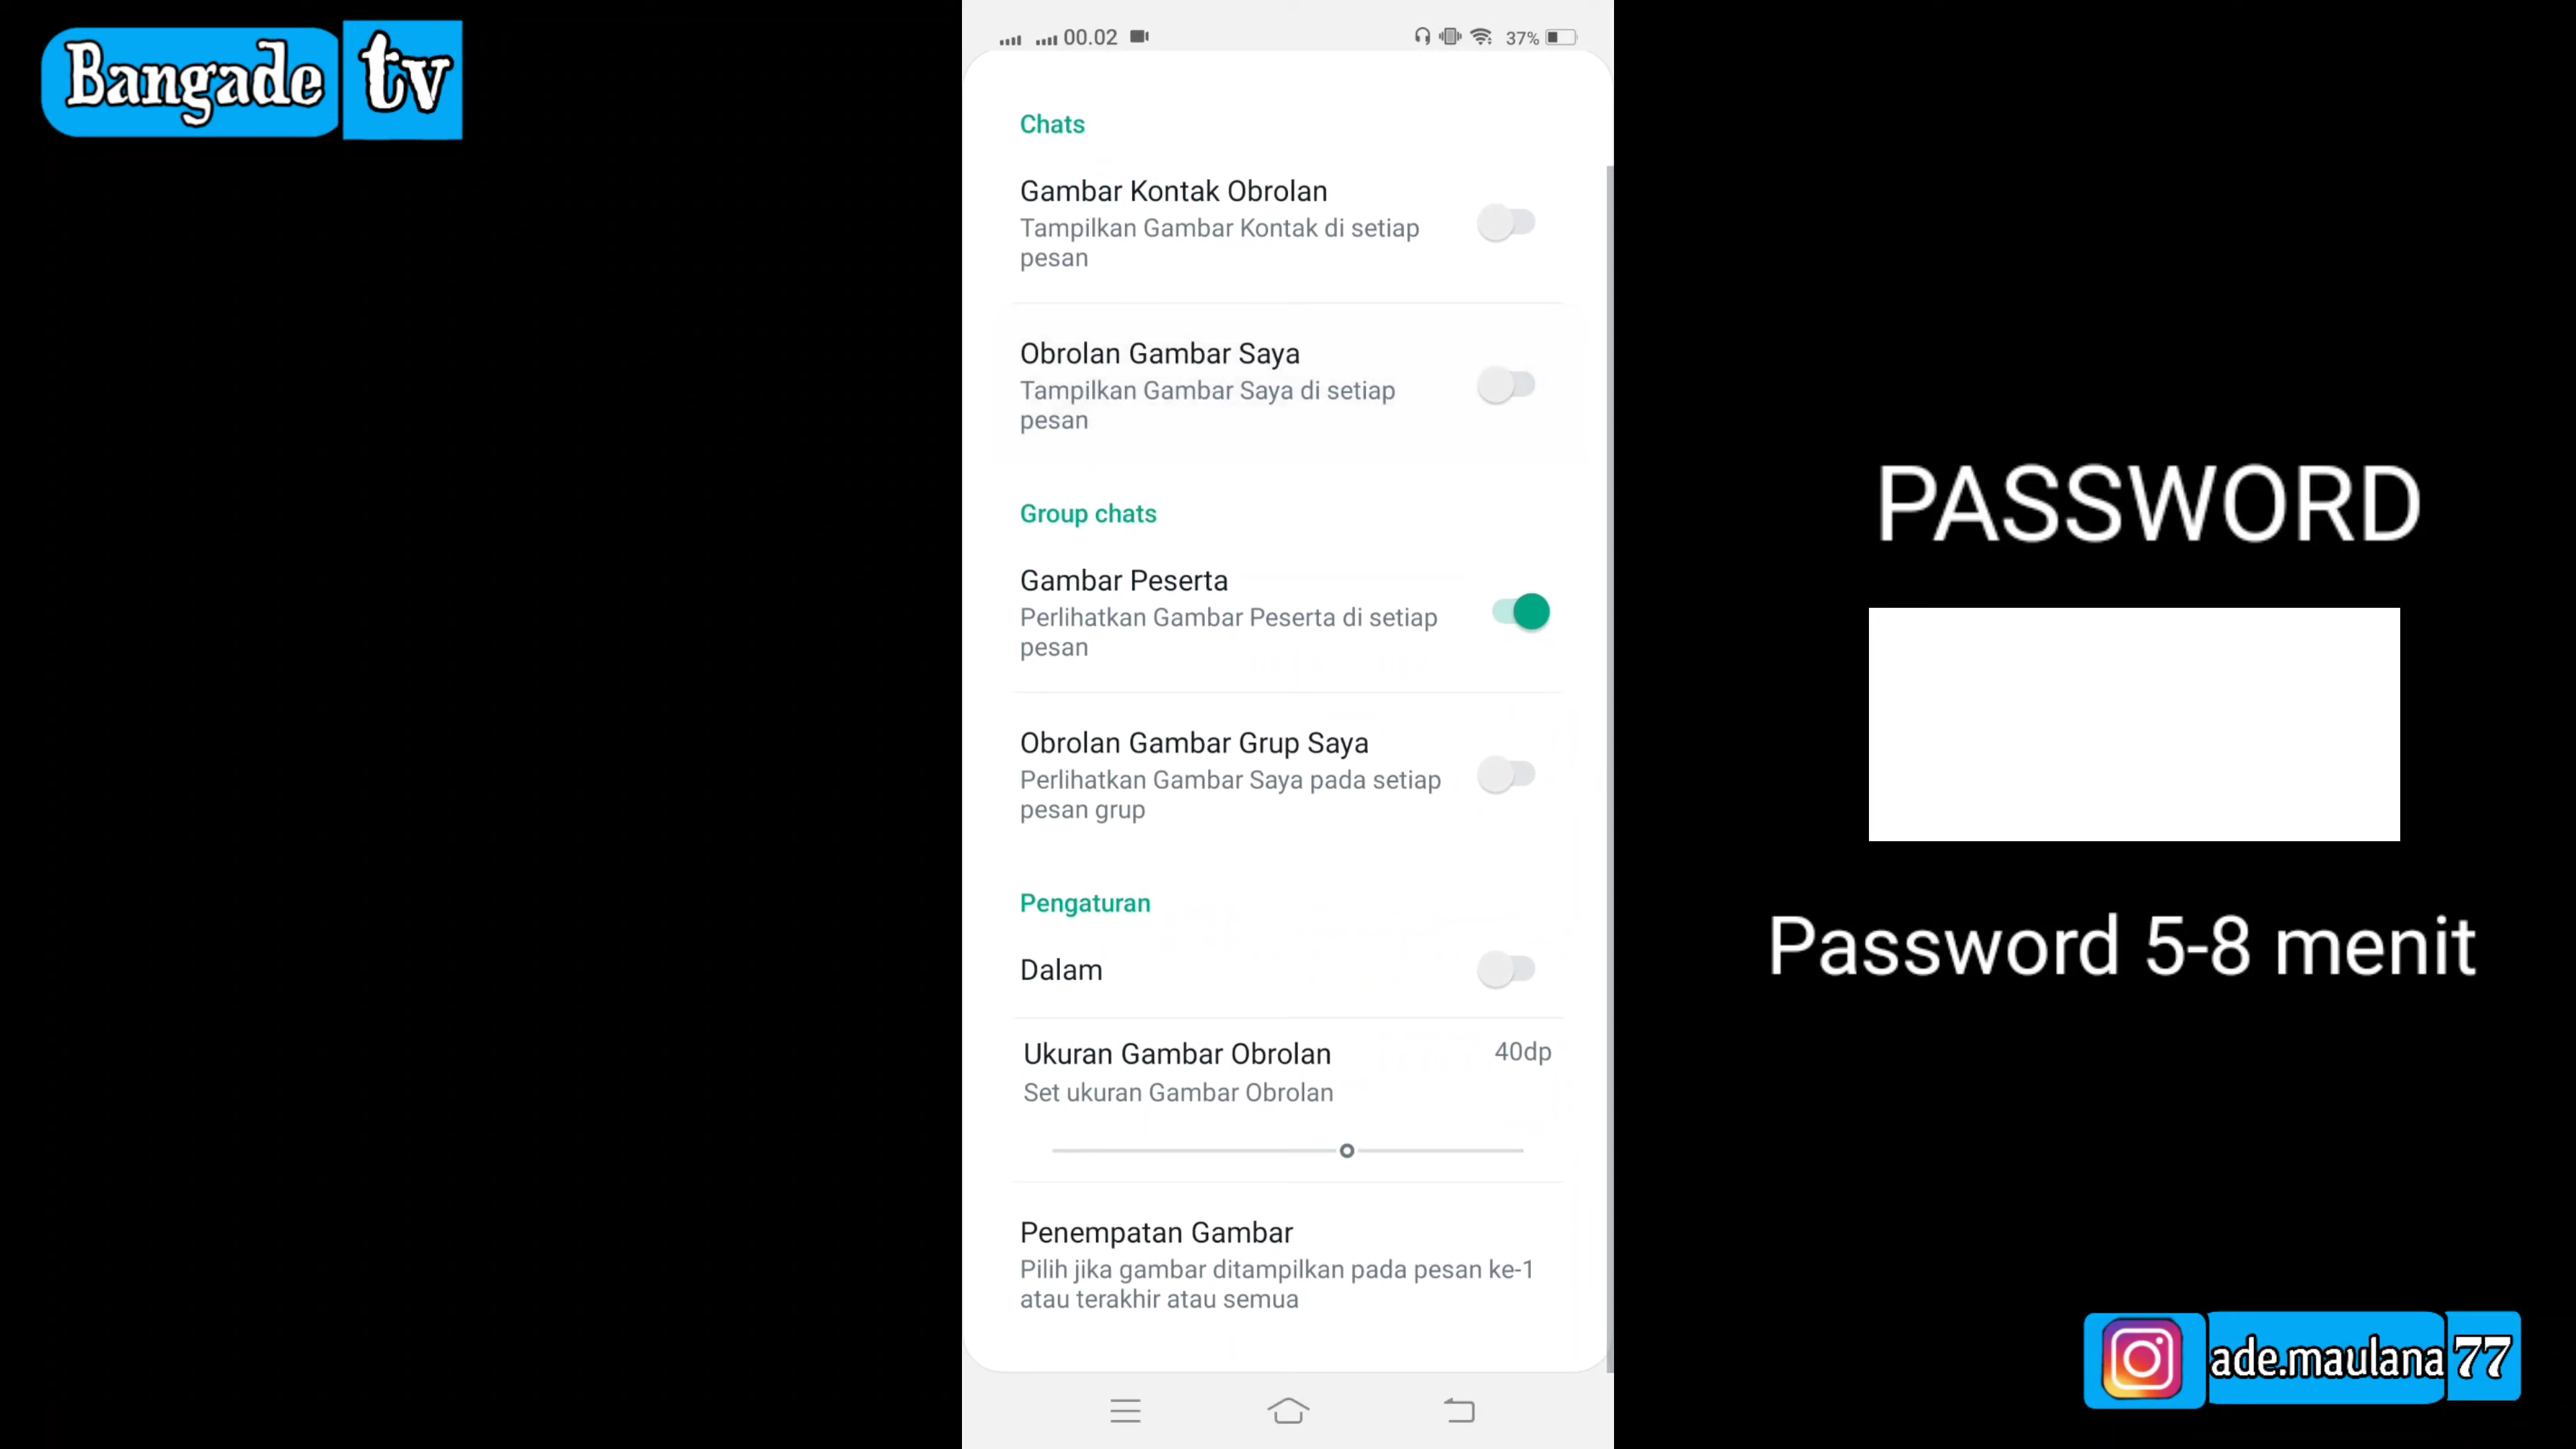 Bangade tv
00.02
37%
Chats
Gambar Kontak Obrolan
Tampilkan Gambar Kontak di setiap
pesan
Obrolan Gambar Saya
Tampilkan Gambar Saya di setiap
pesan
Group chats
Gambar Peserta
Perlihatkan Gambar Peserta di setiap
pesan
Obrolan Gambar Grup Saya
Perlihatkan Gambar Saya pada setiap
pesan grup
Pengaturan
Dalam
Ukuran Gambar Obrolan
40dp
Set ukuran Gambar Obrolan
Penempatan Gambar
Pilih jika gambar ditampilkan pada pesan ke-1
atau terakhir atau semua
PASSWORD
Password 5-8 menit
ade.maulana 77